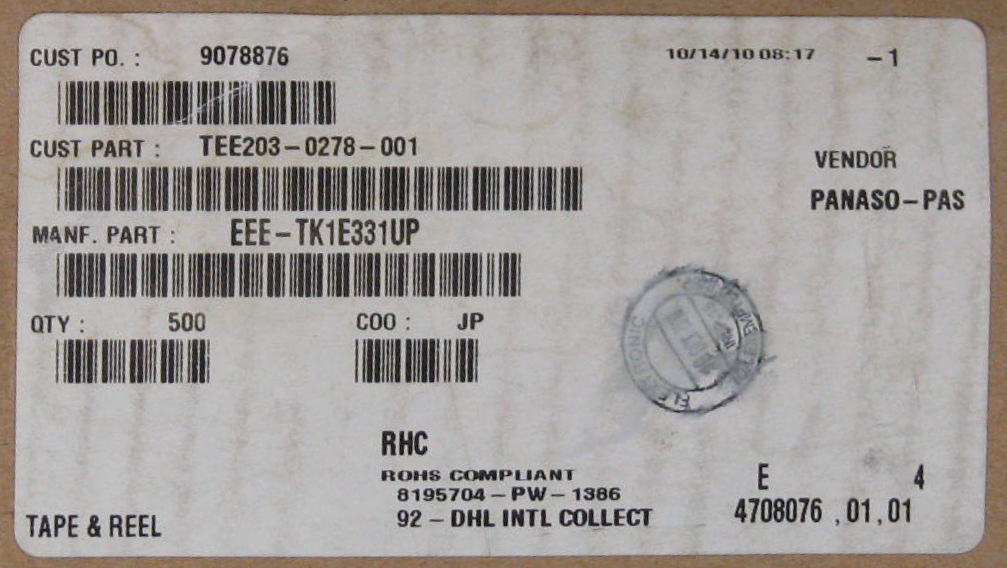 CUST PO. : 9078876 10/14/10 08:17 -1
CUST PART : TEE203-0278-001
VENDOR
PANASO-PAS
MANF. PART : EEE-TK1E331UP
QTY : 500 COO : JP
ELECTRONIC
RHC
ROHS COMPLIANT
8195704-PW-1386
92 - DHL INTL COLLECT
E 4
4708076 ,01,01
TAPE & REEL